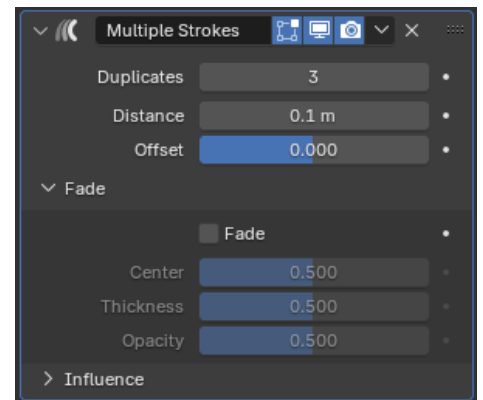 Multiple Strokes
Duplicates 3
Distance 0.1 m
Offset 0.000
Fade
Fade
Center 0.500
Thickness 0.500
Opacity 0.500
Influence